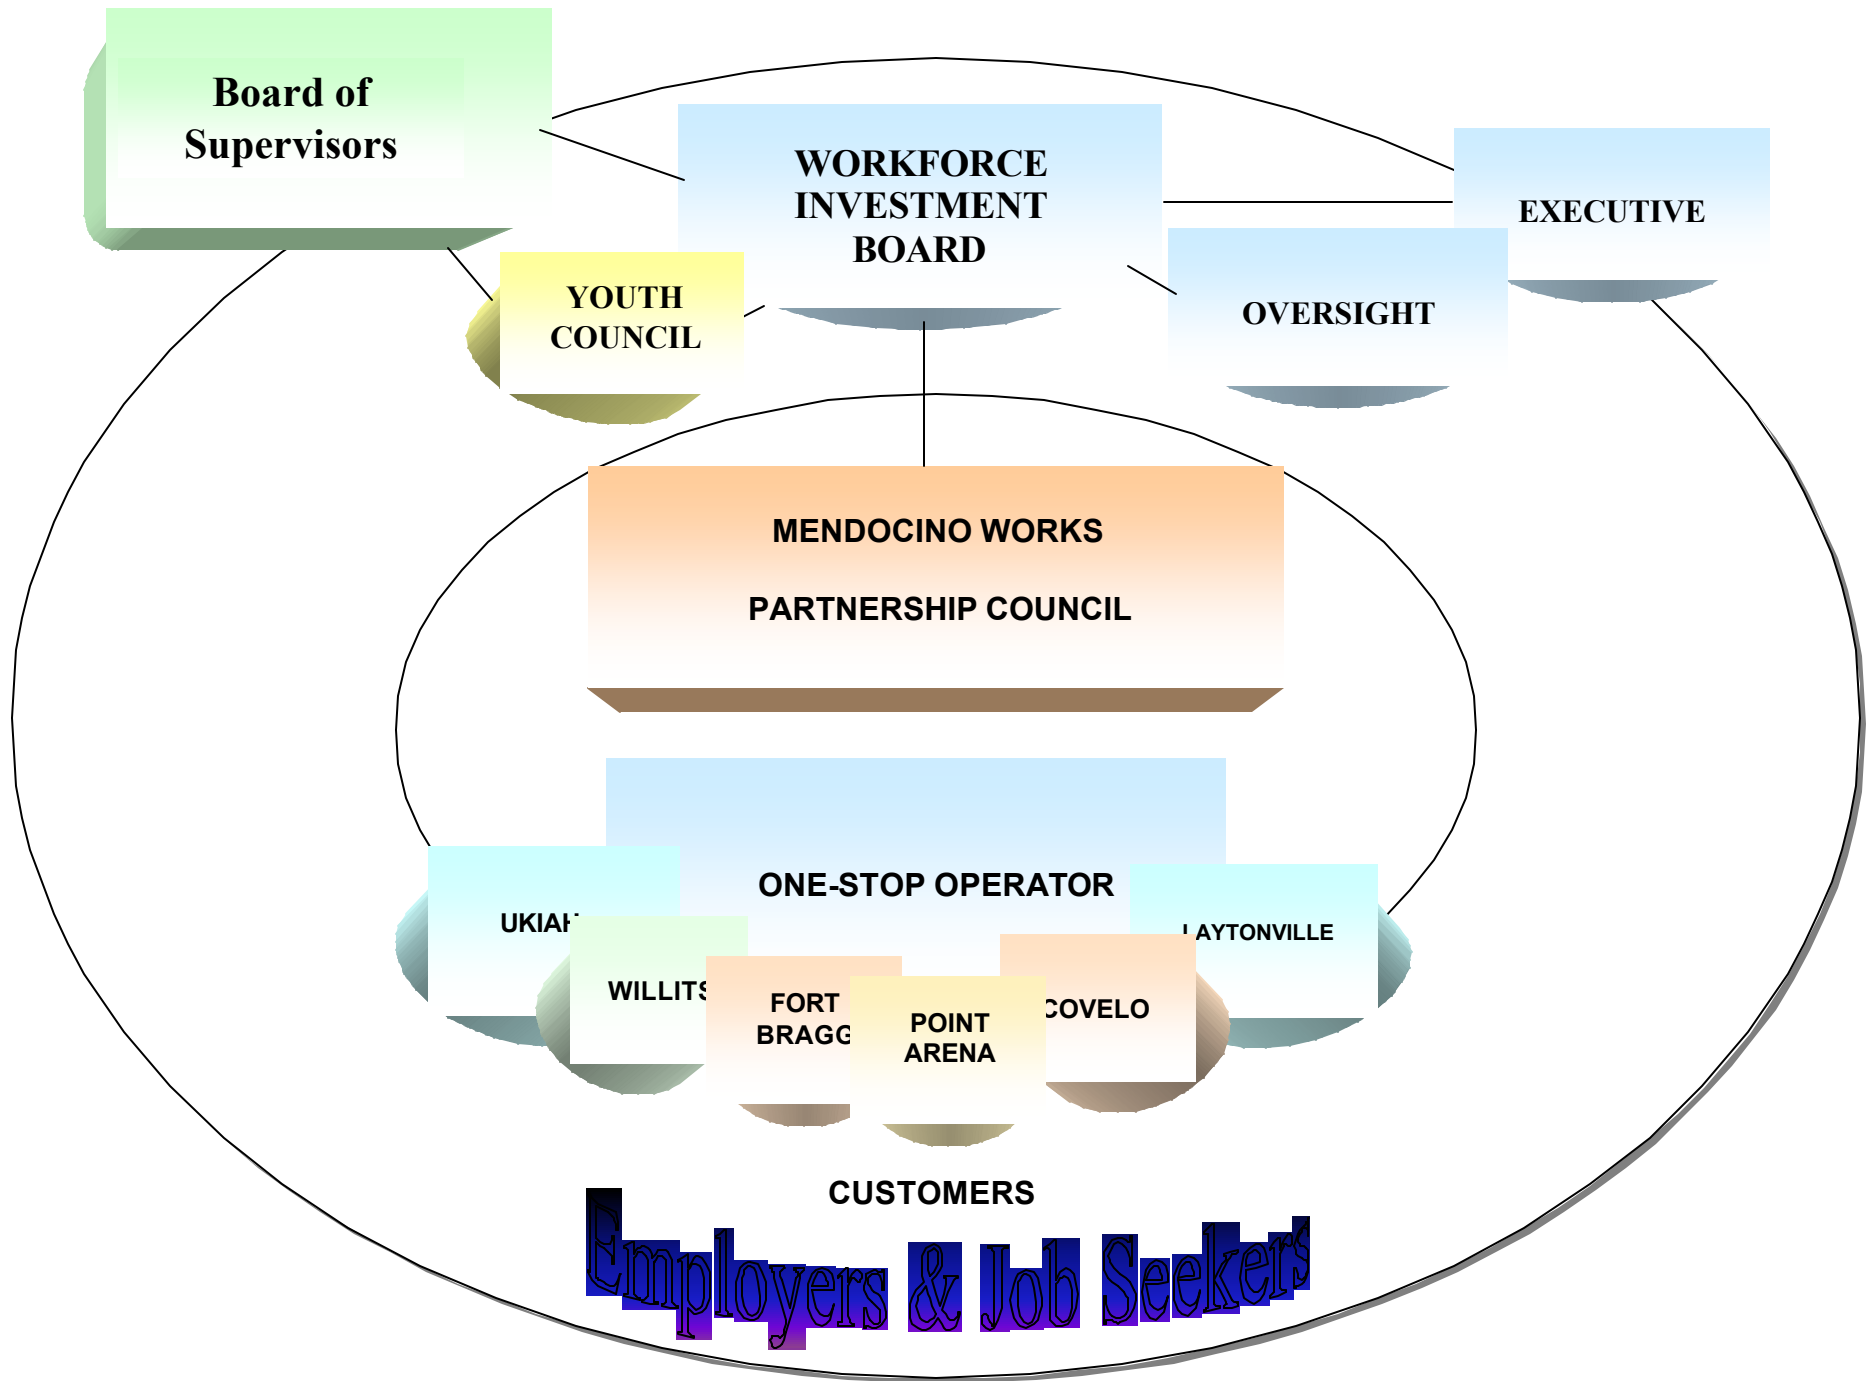 Board of
Supervisors
WORKFORCE
INVESTMENT
BOARD
EXECUTIVE
YOUTH
COUNCIL
OVERSIGHT
MENDOCINO WORKS
PARTNERSHIP COUNCIL
ONE-STOP OPERATOR
UKIAH
LAYTONVILLE
WILLITS
FORT
BRAGG
POINT
ARENA
COVELO
CUSTOMERS
Employers & Job Seekers